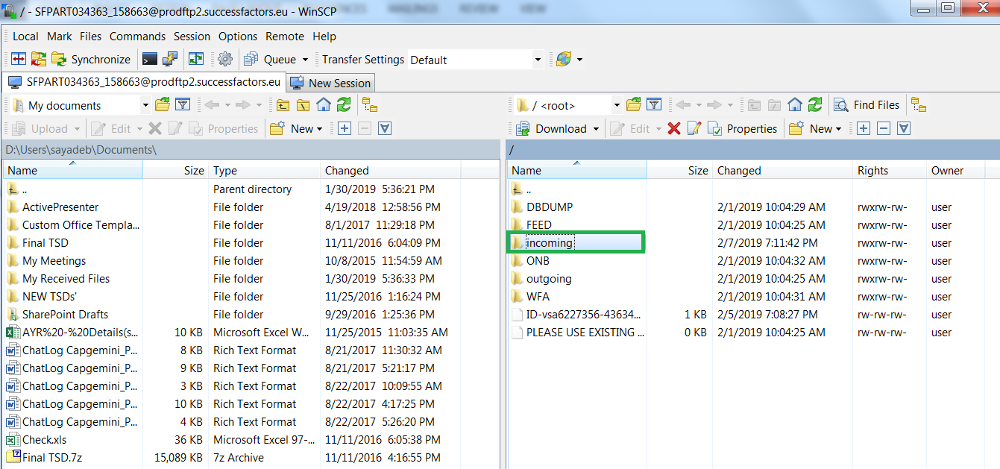 / - SFPART034363_158663@prodftp2.successfactors.eu - WinSCP
MAILINGS REVIEW VIEW
Local Mark Files Commands Session Options Remote Help
Synchronize Queue Transfer Settings Default
SFPART034363_158663@prodftp2.successfactors.eu New Session
My documents / <root> Find Files
Upload Edit Properties New Download Edit Properties New
D:\Users\sayadeb\Documents\ /
Name Size Type Changed Name Size Changed Rights Owner
.. Parent directory 1/30/2019 5:36:21 PM ..
ActivePresenter File folder 4/19/2018 12:58:56 PM DBDUMP 2/1/2019 10:04:29 AM rwxrw-rw- user
Custom Office Templa... File folder 8/1/2017 11:29:18 PM FEED 2/1/2019 10:04:25 AM rwxrw-rw- user
Final TSD File folder 11/11/2016 6:04:09 PM incoming 2/7/2019 7:11:42 PM rwxrw-rw- user
My Meetings File folder 10/8/2015 11:54:59 AM ONB 2/1/2019 10:04:32 AM rwxrw-rw- user
My Received Files File folder 1/30/2019 5:36:33 PM outgoing 2/1/2019 10:04:25 AM rwxrw-rw- user
NEW TSDs' File folder 11/25/2016 1:16:24 PM WFA 2/1/2019 10:04:31 AM rwxrw-rw- user
SharePoint Drafts File folder 9/29/2016 1:25:36 PM ID-vsa6227356-43634... 1 KB 2/5/2019 7:08:27 PM rw-rw-rw- user
AYR%20-%20Details(s... 10 KB Microsoft Excel W... 11/25/2015 11:03:35 AM PLEASE USE EXISTING ... 0 KB 2/1/2019 10:04:25 AM rw-rw-rw- user
ChatLog Capgemini_P... 8 KB Rich Text Format 8/21/2017 11:30:32 AM
ChatLog Capgemini_P... 9 KB Rich Text Format 8/21/2017 5:21:17 PM
ChatLog Capgemini_P... 3 KB Rich Text Format 8/22/2017 10:09:55 AM
ChatLog Capgemini_P... 10 KB Rich Text Format 8/22/2017 4:17:25 PM
ChatLog Capgemini_P... 4 KB Rich Text Format 8/22/2017 5:26:20 PM
Check.xls 36 KB Microsoft Excel 97-... 11/11/2016 6:05:38 PM
Final TSD.7z 15,089 KB 7z Archive 11/11/2016 4:16:55 PM